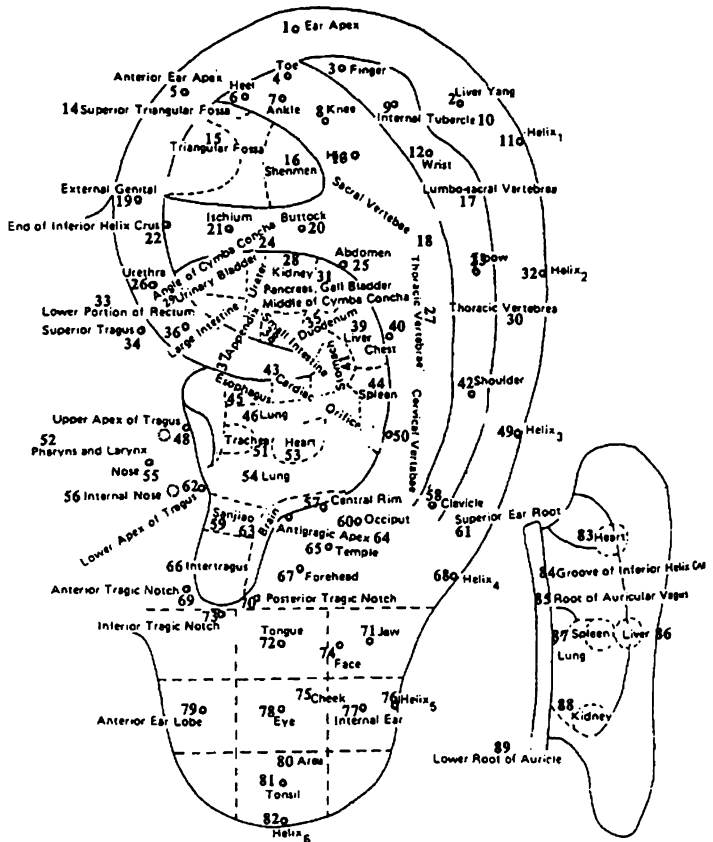 1 Ear Apex
Toe
4
3 Finger
Anterior Ear Apex
5
Heel
6
7
Ankle
2 Liver Yang
14 Superior Triangular Fossa
8 Knee
9
Internal Tubercle 10
11 Helix1
15
Triangular Fossa
16
Shenmen
12
Wrist
External Genital
19
Sacral Vertebae
Lumbo-sacral Vertebrea
17
End of Inferior Helix Crus
22
Ischium
21
Buttock
20
24
18
Angle of Cymba Concha
Urethra
26
29 Urinary Bladder
Ureter
28
Kidney
31
Abdomen
25
32 Helix2
33
Lower Portion of Rectum
Pancreas, Gall Bladder
Middle of Cymba Concha
35
Thoracic Vertebrae
27
Thoracic Vertebrea
30
Superior Tragus
34
36
Large Intestine
Appendix
37
38
Small Intestine
Duodenum
39
Liver
40
Chest
43
Cardiac
Orifice
Stomach
41
44
Spleen
Esophagus
45
46 Lung
Cervical Vertabae
42 Shoulder
Upper Apex of Tragus
48
Trachea
51
Heart
53
50
49 Helix3
52
Pharyns and Larynx
Nose
55
54 Lung
56 Internal Nose
62
Lower Apex of Tragus
57 Central Rim
58 Clavicle
Sanjiao
59
Brain
63
60 Occiput
Superior Ear Root
61
Antigragic Apex 64
65
Temple
66 Intertragus
67
Forehead
68 Helix4
Anterior Tragic Notch
69
70 Posterior Tragic Notch
73
Inferior Tragic Notch
Tongue
72
71 Jaw
74
Face
75 Cheek
76 Helix5
79
Anterior Ear Lobe
78
Eye
77
Internal Ear
80
81
Tonsil
82
Helix6
83 Heart
84 Groove of Inferior Helix
85 Root of Auricular Vagus
87 Spleen
Liver 86
Lung
88
Kidney
89
Lower Root of Auricle